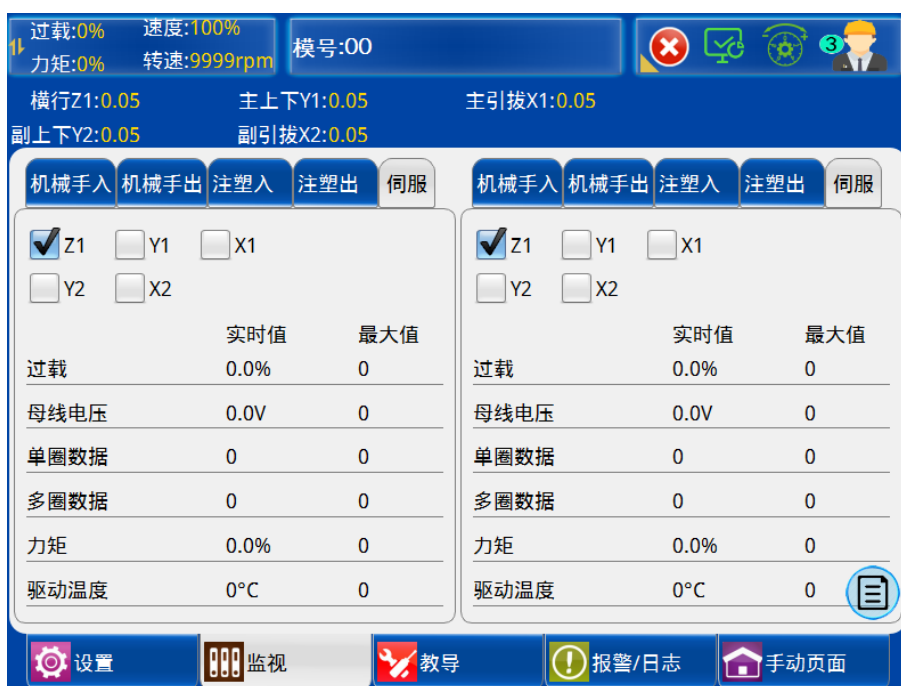 过载:0% 速度:100%
力矩:0% 转速:9999rpm
模号:00
3
横行Z1:0.05 主上下Y1:0.05 主引拔X1:0.05
副上下Y2:0.05 副引拔X2:0.05
机械手入 机械手出 注塑入 注塑出 伺服 机械手入 机械手出 注塑入 注塑出 伺服
Z1 Y1 X1 Z1 Y1 X1
Y2 X2 Y2 X2
实时值 最大值 实时值 最大值
过载 0.0% 0 过载 0.0% 0
母线电压 0.0V 0 母线电压 0.0V 0
单圈数据 0 0 单圈数据 0 0
多圈数据 0 0 多圈数据 0 0
力矩 0.0% 0 力矩 0.0% 0
驱动温度 0°C 0 驱动温度 0°C 0
设置 监视 教导 报警/日志 手动页面